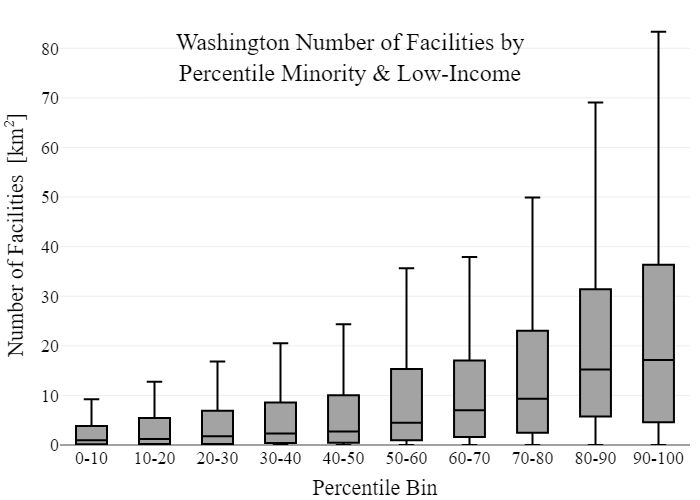 Washington Number of Facilities by
Percentile Minority & Low-Income
Number of Facilities [km²]
80
70
60
50
40
30
20
10
0
0-10 10-20 20-30 30-40 40-50 50-60 60-70 70-80 80-90 90-100
Percentile Bin